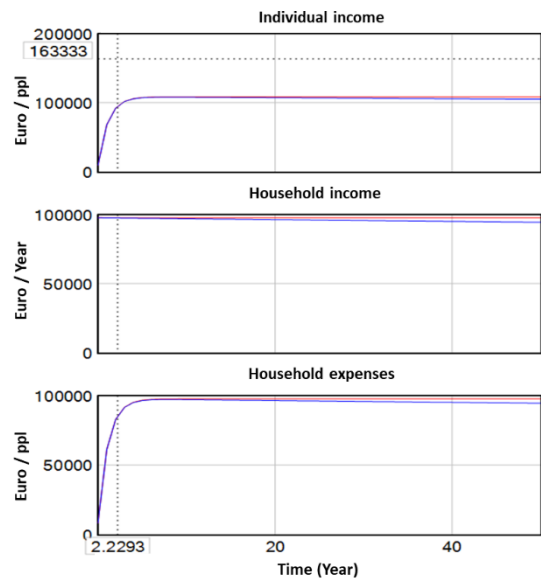 Individual income
200000
163333
100000
0
Euro / ppl
Household income
100000
50000
0
Euro / Year
Household expenses
100000
50000
0
Euro / ppl
2.2293
20
40
Time (Year)